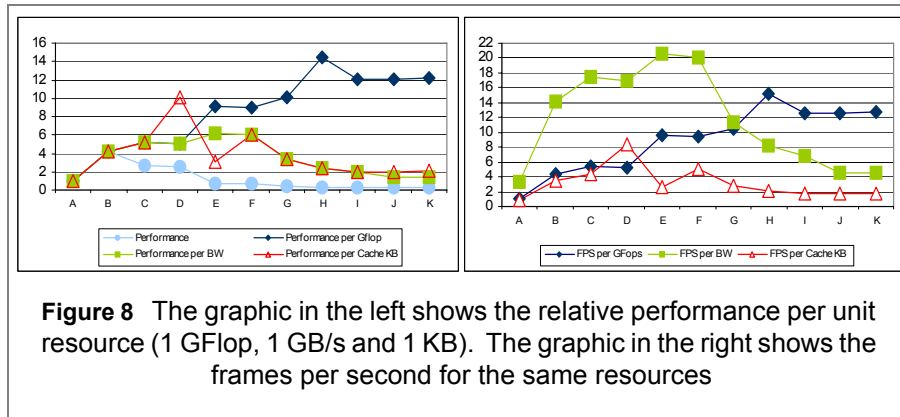 16
14
12
10
8
6
4
2
0
A B C D E F G H I J K
Performance Performance per Gflop
Performance per BW Performance per Cache KB
22
20
18
16
14
12
10
8
6
4
2
0
A B C D E F G H I J K
FPS per GFops FPS per BW FPS per Cache KB
Figure 8 The graphic in the left shows the relative performance per unit
resource (1 GFlop, 1 GB/s and 1 KB). The graphic in the right shows the
frames per second for the same resources